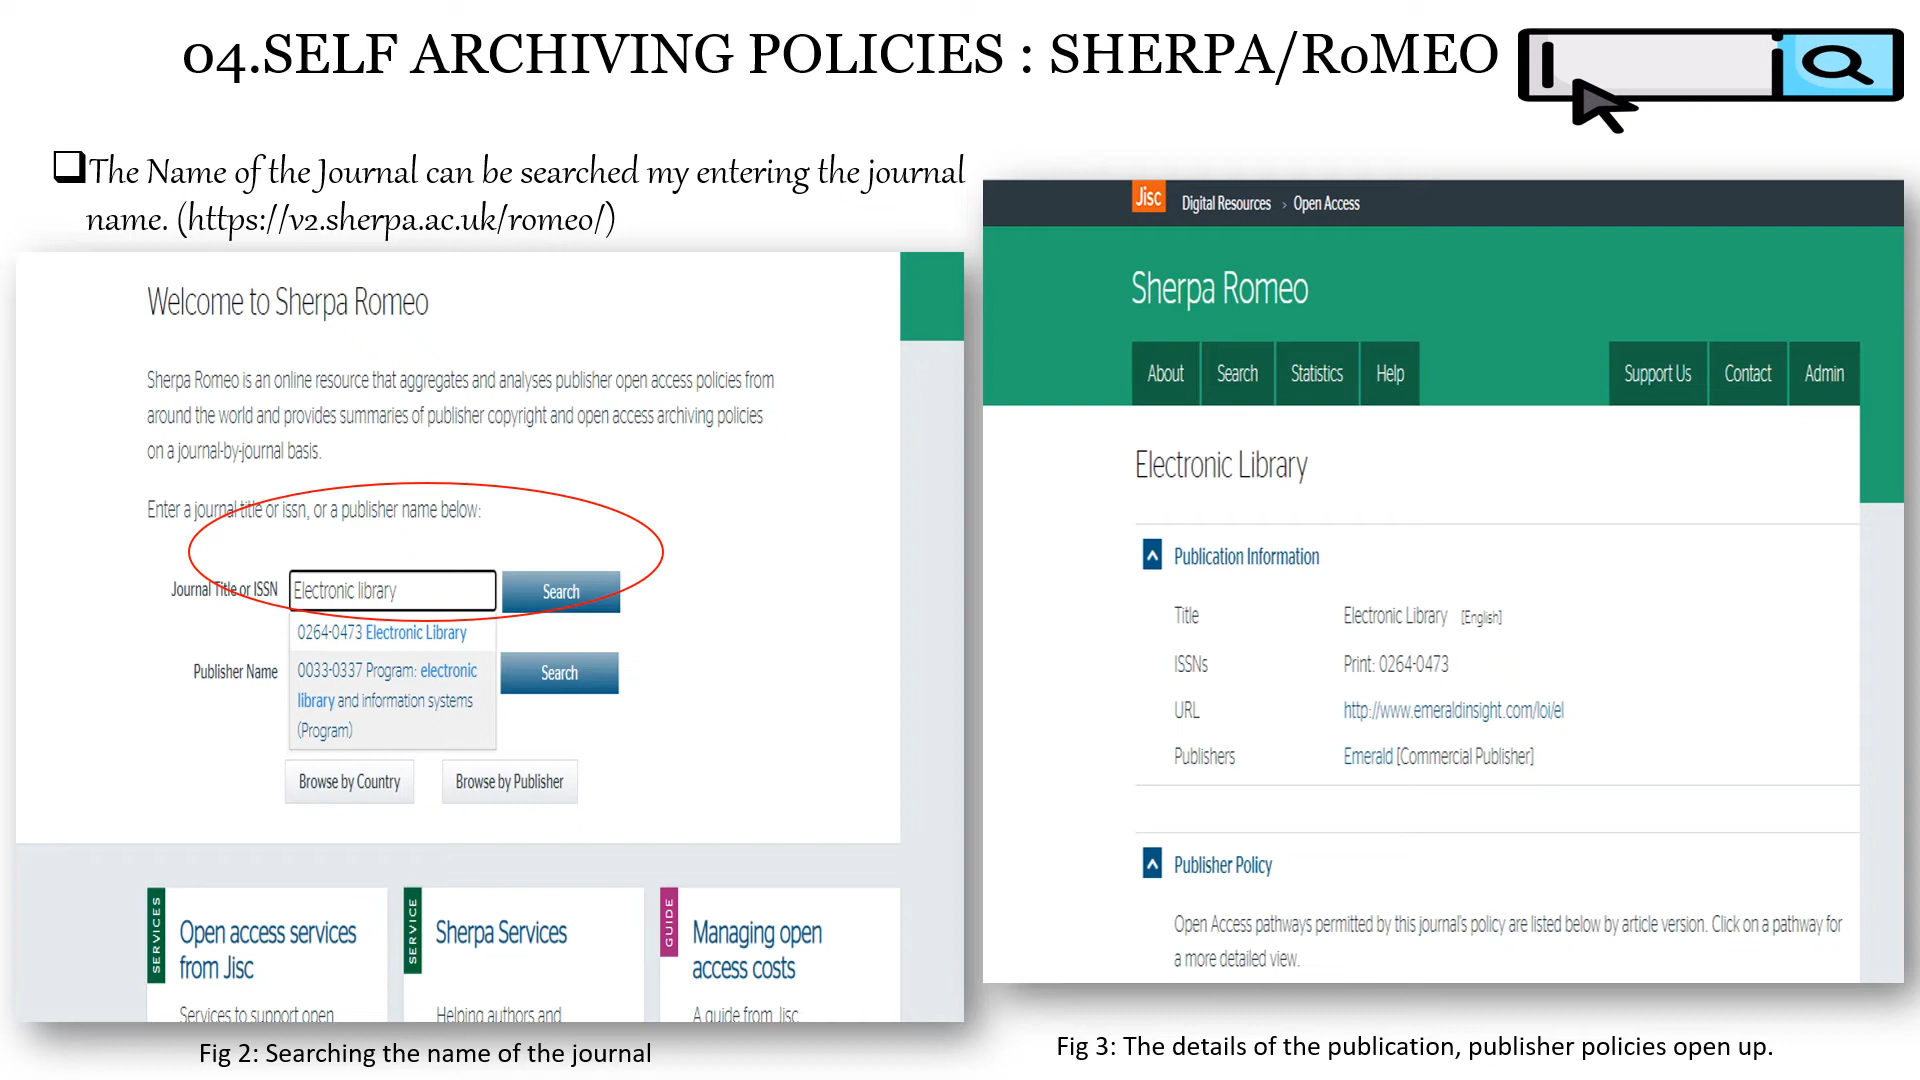 04.SELF ARCHIVING POLICIES : SHERPA/RoMEO
The Name of the Journal can be searched my entering the journal
name. (https://v2.sherpa.ac.uk/romeo/)
Welcome to Sherpa Romeo
Sherpa Romeo is an online resource that aggregates and analyses publisher open access policies from
around the world and provides summaries of publisher copyright and open access archiving policies
on a journal-by-journal basis.
Enter a journal title or issn, or a publisher name below:
Journal Title or ISSN Electronic library Search
0264-0473 Electronic Library
0033-0337 Program: electronic
library and information systems
(Program)
Publisher Name Search
Browse by Country Browse by Publisher
SERVICES
Open access services
from Jisc
Services to support open
SERVICE
Sherpa Services
Helping authors and
GUIDE
Managing open
access costs
A guide from Jisc
Fig 2: Searching the name of the journal
Jisc Digital Resources › Open Access
Sherpa Romeo
About Search Statistics Help Support Us Contact Admin
Electronic Library
Publication Information
Title Electronic Library [English]
ISSNs Print: 0264-0473
URL http://www.emeraldinsight.com/loi/el
Publishers Emerald [Commercial Publisher]
Publisher Policy
Open Access pathways permitted by this journal's policy are listed below by article version. Click on a pathway for
a more detailed view.
Fig 3: The details of the publication, publisher policies open up.